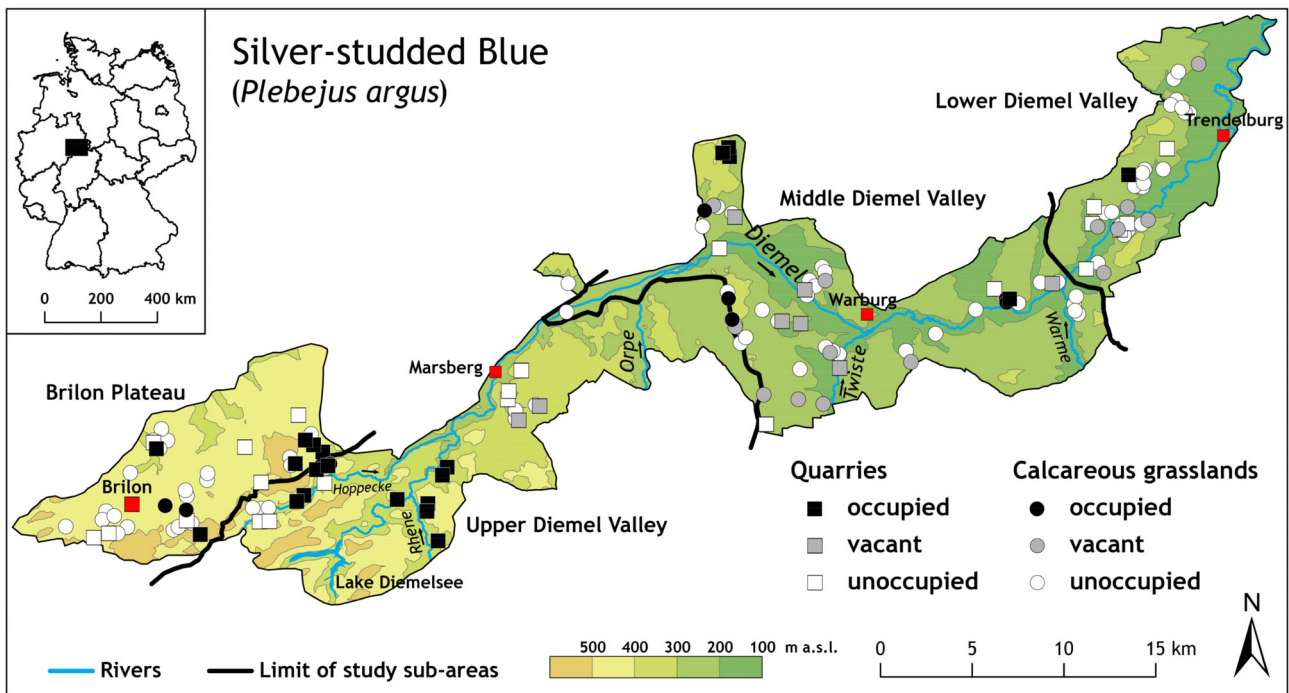 Silver-studded Blue
(Plebejus argus)
0 200 400 km
Lower Diemel Valley
Trendelburg
Middle Diemel Valley
Diemel
Warburg
Warme
Twiste
Orpe
Marsberg
Brilon Plateau
Brilon
Hoppecke
Rhene
Upper Diemel Valley
Lake Diemelsee
Quarries
occupied
vacant
unoccupied
Calcareous grasslands
occupied
vacant
unoccupied
N
Rivers
Limit of study sub-areas
500 400 300 200 100 m a.s.l.
0 5 10 15 km